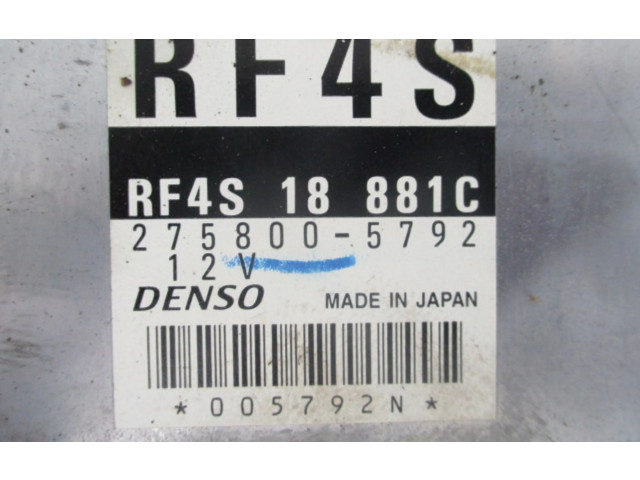 RF4S
RF4S 18 881C
275800-5792
12V
DENSO MADE IN JAPAN
*005792N*